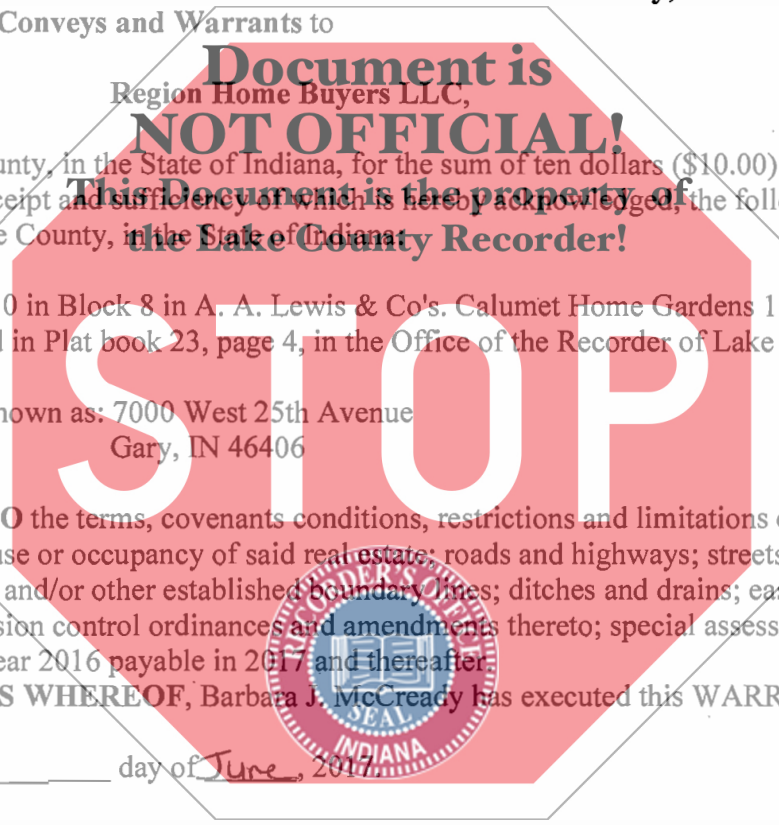 Conveys and Warrants to
Document is
Region Home Buyers LLC,
NOT OFFICIAL!
unty, in the State of Indiana, for the sum of ten dollars ($10.00)
This Document is the property of
ceipt and sufficiency of which is hereby acknowledged, the foll
the Lake County Recorder!
e County, in the State of Indiana:
0 in Block 8 in A. A. Lewis & Co's. Calumet Home Gardens 1
in Plat book 23, page 4, in the Office of the Recorder of Lake
STOP
nown as: 7000 West 25th Avenue
Gary, IN 46406
O the terms, covenants conditions, restrictions and limitations
use or occupancy of said real estate; roads and highways; streets
and/or other established boundary lines; ditches and drains; eas
sion control ordinances and amendments thereto; special assess
ear 2016 payable in 2017 and thereafter.
S WHEREOF, Barbara J. McCready has executed this WARR
RECORDER'S OFFICE
SEAL
INDIANA
day of June, 2017.